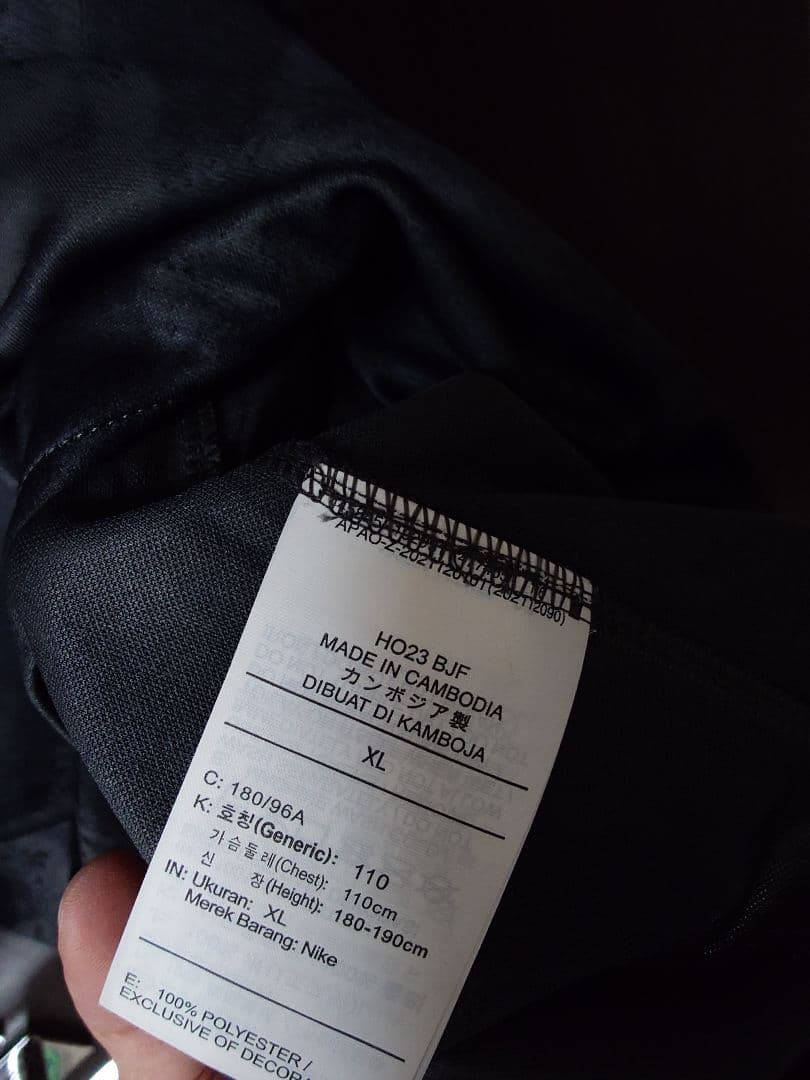 HO23 BJF
MADE IN CAMBODIA
カンボジア製
DIBUAT DI KAMBOJA
XL
C: 180/96A
K: 호칭(Generic): 110
가슴둘레(Chest): 110cm
신 장(Height): 180-190cm
IN: Ukuran: XL
Merek Barang: Nike
E: 100% POLYESTER /
EXCLUSIVE OF